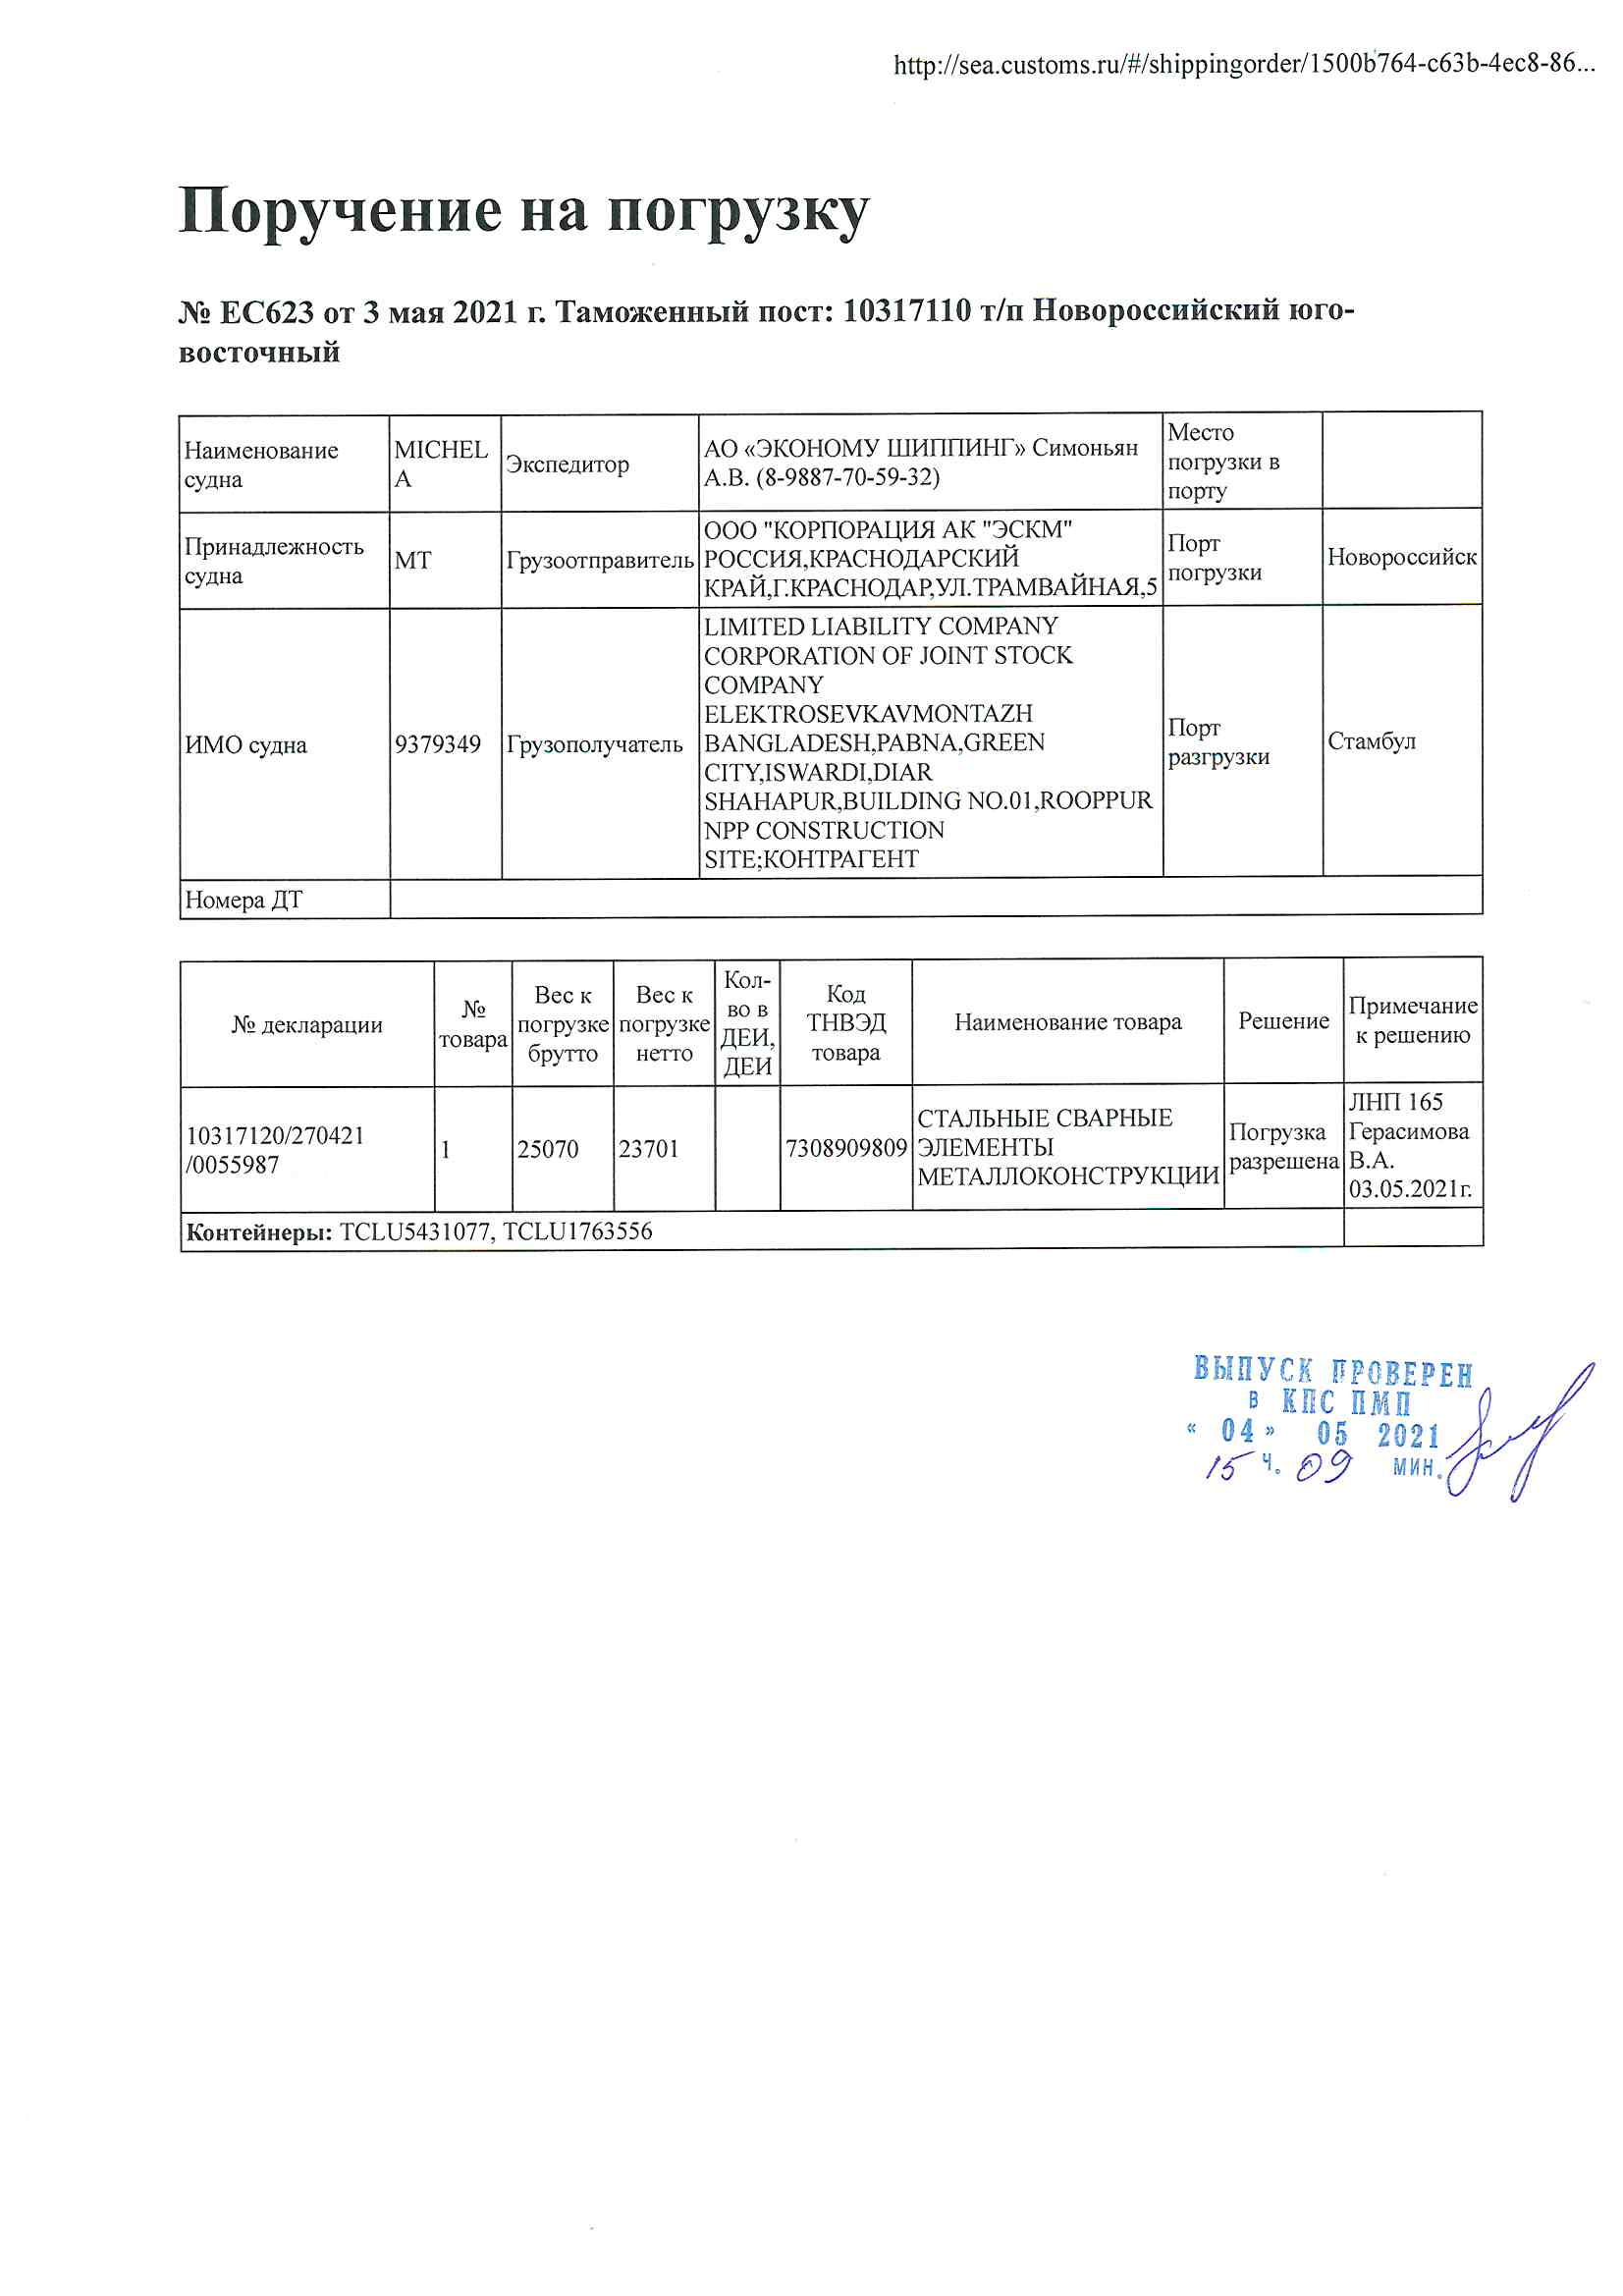 http://sea.customs.ru/#/shippingorder/1500b764-c63b-4ec8-86...
Поручение на погрузку
№ ЕС623 от 3 мая 2021 г. Таможенный пост: 10317110 т/п Новороссийский юго-
восточный
Наименование
судна
MICHEL
A
Экспедитор
АО «ЭКОНОМУ ШИППИНГ» Симоньян
А.В. (8-9887-70-59-32)
Место
погрузки в
порту
Принадлежность
судна
МТ
Грузоотправитель
ООО "КОРПОРАЦИЯ АК "ЭСКМ"
РОССИЯ,КРАСНОДАРСКИЙ
КРАЙ,Г.КРАСНОДАР,УЛ.ТРАМВАЙНАЯ,5
Порт
погрузки
Новороссийск
ИМО судна
9379349
Грузополучатель
LIMITED LIABILITY COMPANY
CORPORATION OF JOINT STOCK
COMPANY
ELEKTROSEVKAVMONTAZH
BANGLADESH,PABNA,GREEN
CITY,ISWARDI,DIAR
SHAHAPUR,BUILDING NO.01,ROOPPUR
NPP CONSTRUCTION
SITE;КОНТРАГЕНТ
Порт
разгрузки
Стамбул
Номера ДТ
№ декларации
№
товара
Вес к
погрузке
брутто
Вес к
погрузке
нетто
Кол-
во в
ДЕИ,
ДЕИ
Код
ТНВЭД
товара
Наименование товара
Решение
Примечание
к решению
10317120/270421
/0055987
1
25070
23701
7308909809
СТАЛЬНЫЕ СВАРНЫЕ
ЭЛЕМЕНТЫ
МЕТАЛЛОКОНСТРУКЦИИ
Погрузка
разрешена
ЛНП 165
Герасимова
В.А.
03.05.2021г.
Контейнеры: TCLU5431077, TCLU1763556
ВЫПУСК ПРОВЕРЕН
В КПС ПМП
« 04 » 05 2021
15 ч. 09 мин.